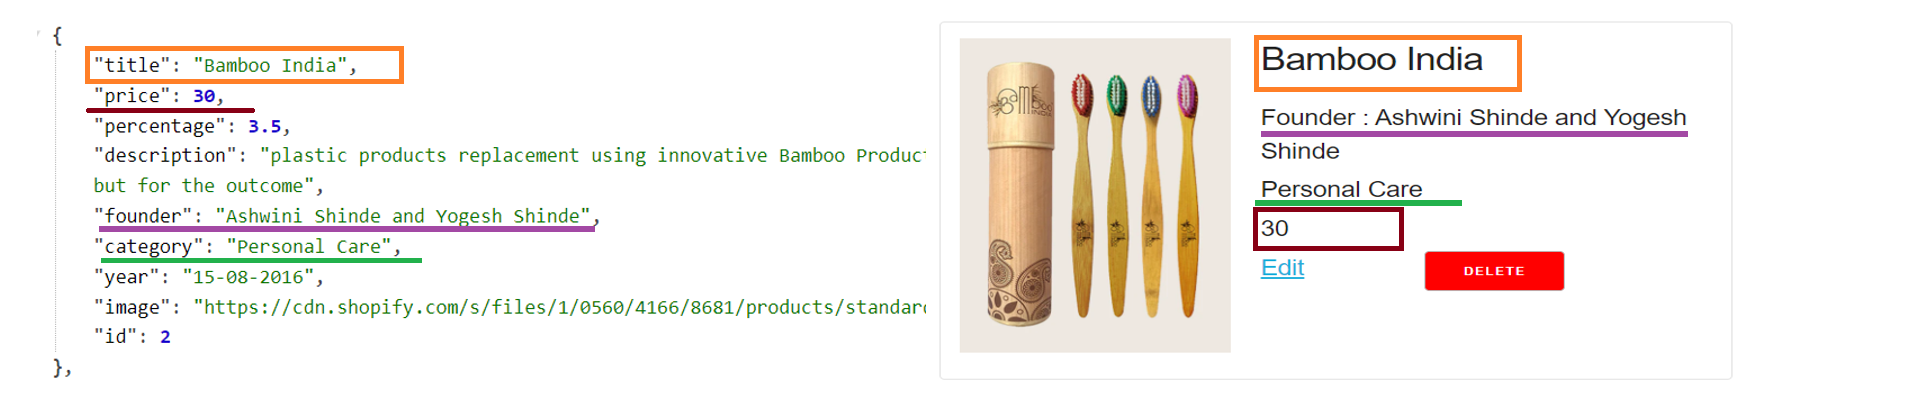 {
"title": "Bamboo India",
"price": 30,
"percentage": 3.5,
"description": "plastic products replacement using innovative Bamboo Produc
but for the outcome",
"founder": "Ashwini Shinde and Yogesh Shinde",
"category": "Personal Care",
"year": "15-08-2016",
"image": "https://cdn.shopify.com/s/files/1/0560/4166/8681/products/standar
"id": 2
},
BamBoo
INDIA
Bamboo India
Founder : Ashwini Shinde and Yogesh
Shinde
Personal Care
30
Edit
DELETE